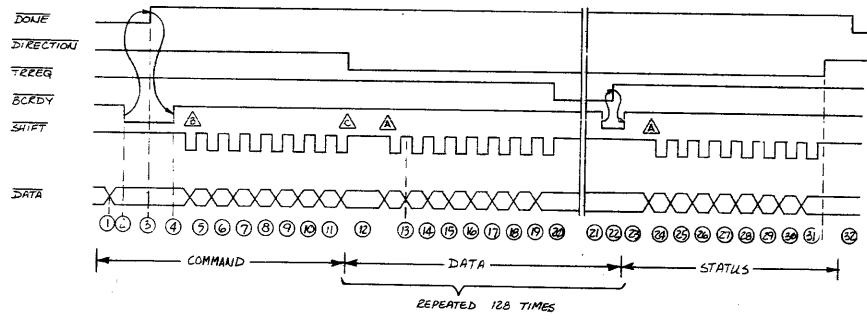 DONE
DIRECTION
TRREQ
BCRDY
SHIFT
B
C
A
A
DATA
1 2 3 4 5 6 7 8 9 10 11 12 13 14 15 16 17 18 19 20 21 22 23 24 25 26 27 28 29 30 31 32
COMMAND DATA STATUS
REPEATED 128 TIMES